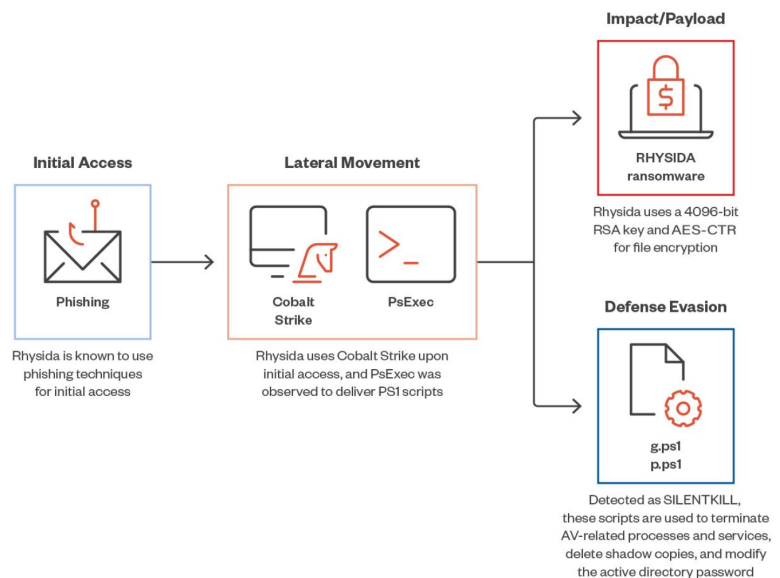 Initial Access
Phishing
Rhysida is known to use
phishing techniques
for initial access
Lateral Movement
Cobalt
Strike
PsExec
Rhysida uses Cobalt Strike upon
initial access, and PsExec was
observed to deliver PS1 scripts
Impact/Payload
$
RHYSIDA
ransomware
Rhysida uses a 4096-bit
RSA key and AES-CTR
for file encryption
Defense Evasion
g.ps1
p.ps1
Detected as SILENTKILL,
these scripts are used to terminate
AV-related processes and services,
delete shadow copies, and modify
the active directory password